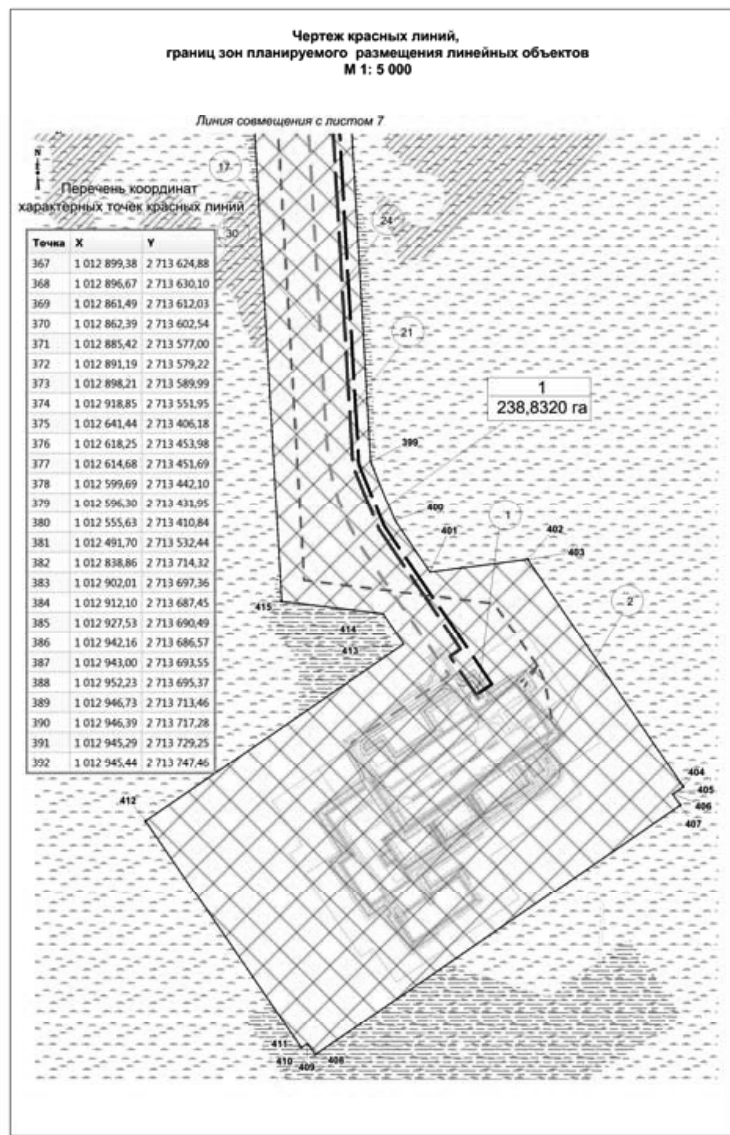 Чертеж красных линий,
границ зон планируемого размещения линейных объектов
М 1: 5 000
Линия совмещения с листом 7
17
Перечень координат
характерных точек красных линий
30
24
Точка X Y
367 1 012 899,38 2 713 624,88
368 1 012 896,67 2 713 630,10
369 1 012 861,49 2 713 612,03
370 1 012 862,39 2 713 602,54
371 1 012 885,42 2 713 577,00
372 1 012 891,19 2 713 579,22
373 1 012 898,21 2 713 589,99
374 1 012 918,85 2 713 551,95
375 1 012 641,44 2 713 406,18
376 1 012 618,25 2 713 453,98
377 1 012 614,68 2 713 451,69
378 1 012 599,69 2 713 442,10
379 1 012 596,30 2 713 431,95
380 1 012 555,63 2 713 410,84
381 1 012 491,70 2 713 532,44
382 1 012 838,86 2 713 714,32
383 1 012 902,01 2 713 697,36
384 1 012 912,10 2 713 687,45
385 1 012 927,53 2 713 690,49
386 1 012 942,16 2 713 686,57
387 1 012 943,00 2 713 693,55
388 1 012 952,23 2 713 695,37
389 1 012 946,73 2 713 713,46
390 1 012 946,39 2 713 717,28
391 1 012 945,29 2 713 729,25
392 1 012 945,44 2 713 747,46
21
1
238,8320 га
399
400
401
1
402
403
2
415
414
413
404
405
406
407
412
411
410
409
408